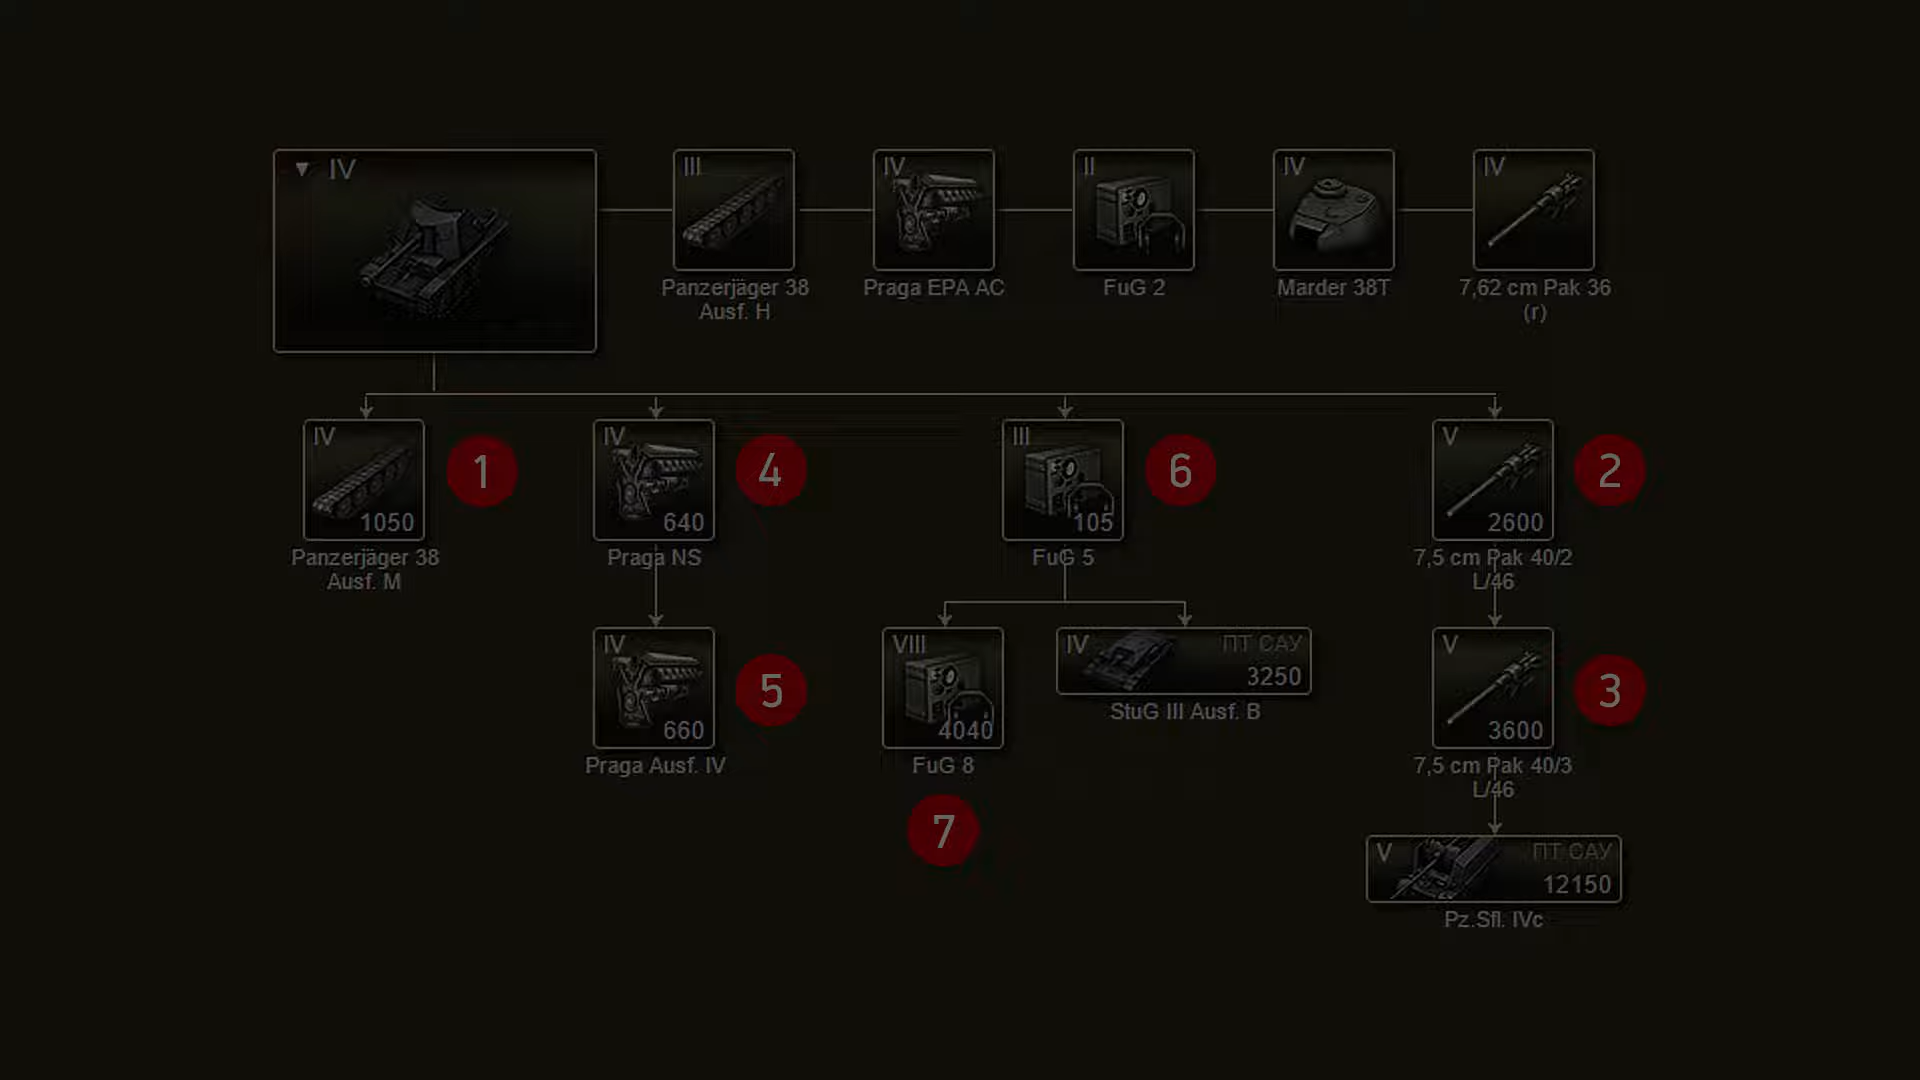 ▼ IV
III
IV
II
IV
IV
Panzerjäger 38
Ausf. H
Praga EPA AC
FuG 2
Marder 38T
7,62 cm Pak 36
(r)
IV
1050
1
IV
640
4
III
105
6
V
2600
2
Panzerjäger 38
Ausf. M
Praga NS
FuG 5
7,5 cm Pak 40/2
L/46
IV
660
5
VIII
4040
IV
ПТ САУ
3250
V
3600
3
StuG III Ausf. B
Praga Ausf. IV
FuG 8
7,5 cm Pak 40/3
L/46
7
V
ПТ САУ
12150
Pz.Sfl. IVc